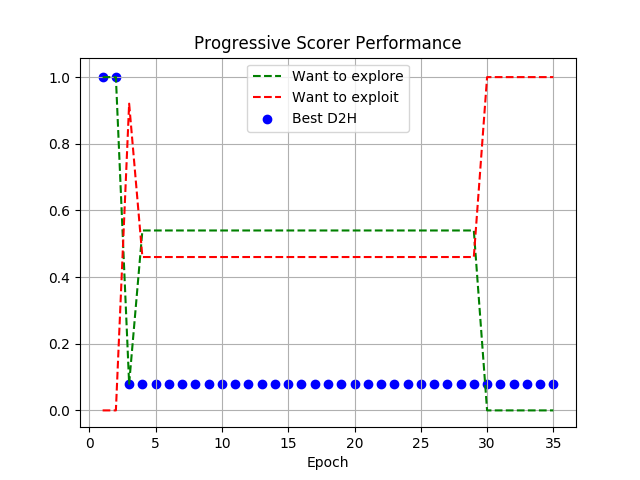 Progressive Scorer Performance
Want to explore
Want to exploit
Best D2H
1.0
0.8
0.6
0.4
0.2
0.0
0 5 10 15 20 25 30 35
Epoch